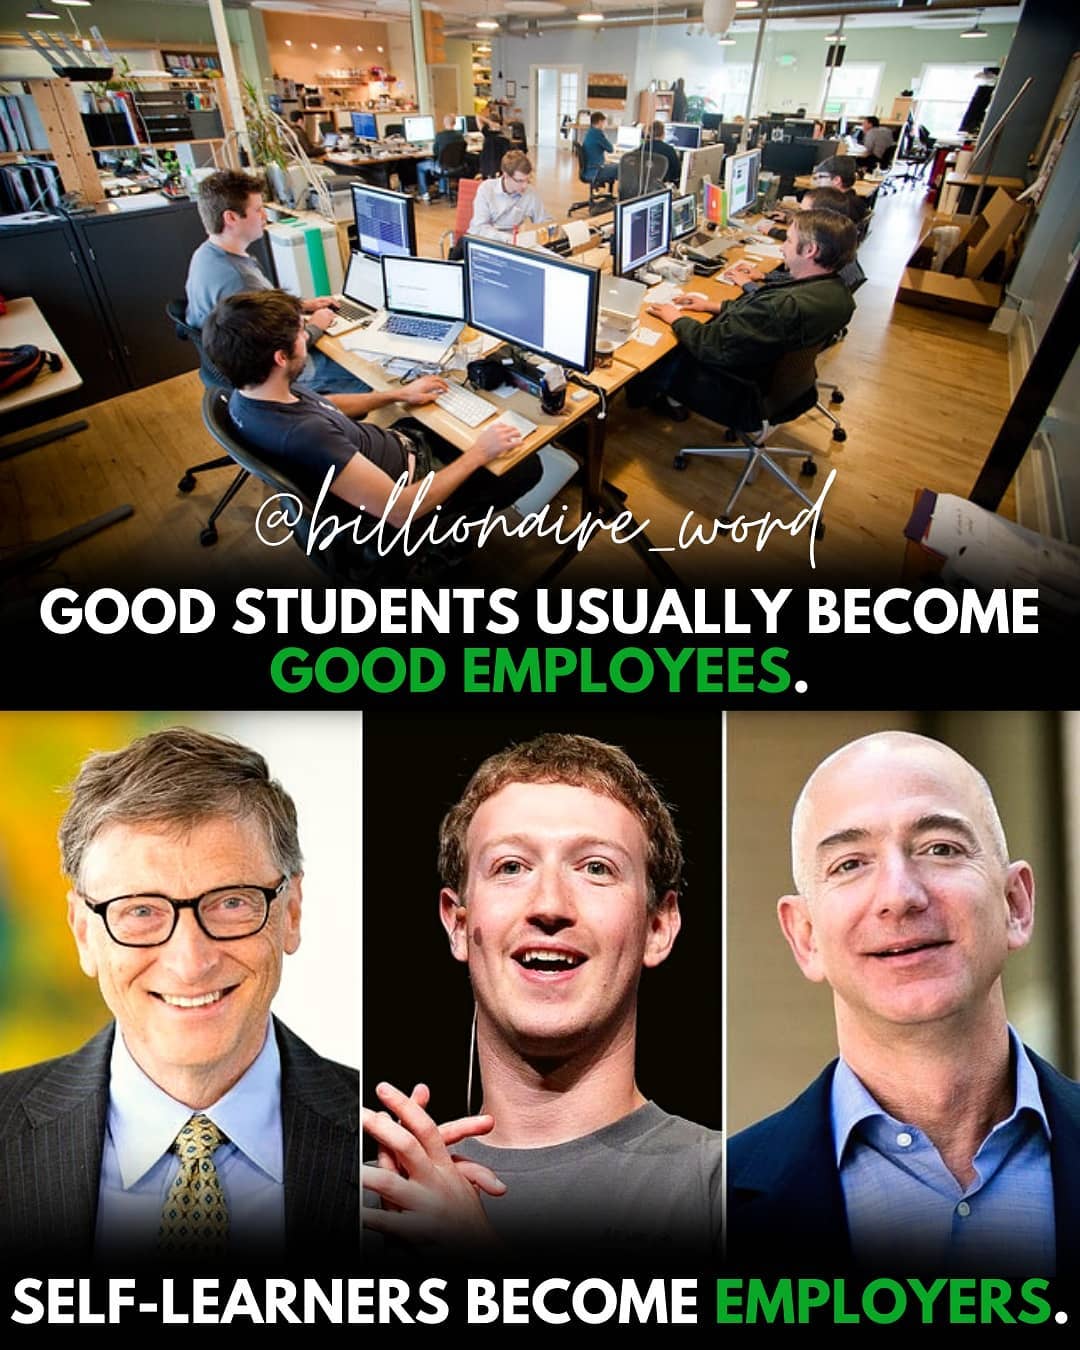 @billionaire_word
GOOD STUDENTS USUALLY BECOME
GOOD EMPLOYEES.
SELF-LEARNERS BECOME EMPLOYERS.